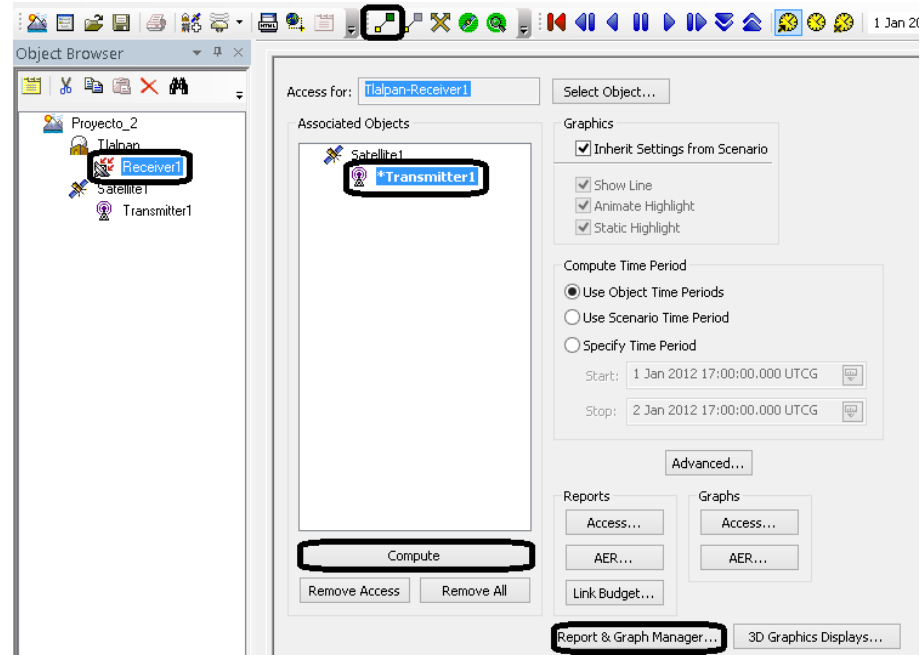 1 Jan 20
Object Browser
Proyecto_2
Tlalpan
Receiver1
Satellite1
Transmitter1
Access for: Tlalpan-Receiver1 Select Object...
Associated Objects
Satellite1
*Transmitter1
Compute
Remove Access Remove All
Graphics
Inherit Settings from Scenario
Show Line
Animate Highlight
Static Highlight
Compute Time Period
Use Object Time Periods
Use Scenario Time Period
Specify Time Period
Start: 1 Jan 2012 17:00:00.000 UTCG
Stop: 2 Jan 2012 17:00:00.000 UTCG
Advanced...
Reports
Access...
AER...
Link Budget...
Graphs
Access...
AER...
Report & Graph Manager... 3D Graphics Displays...